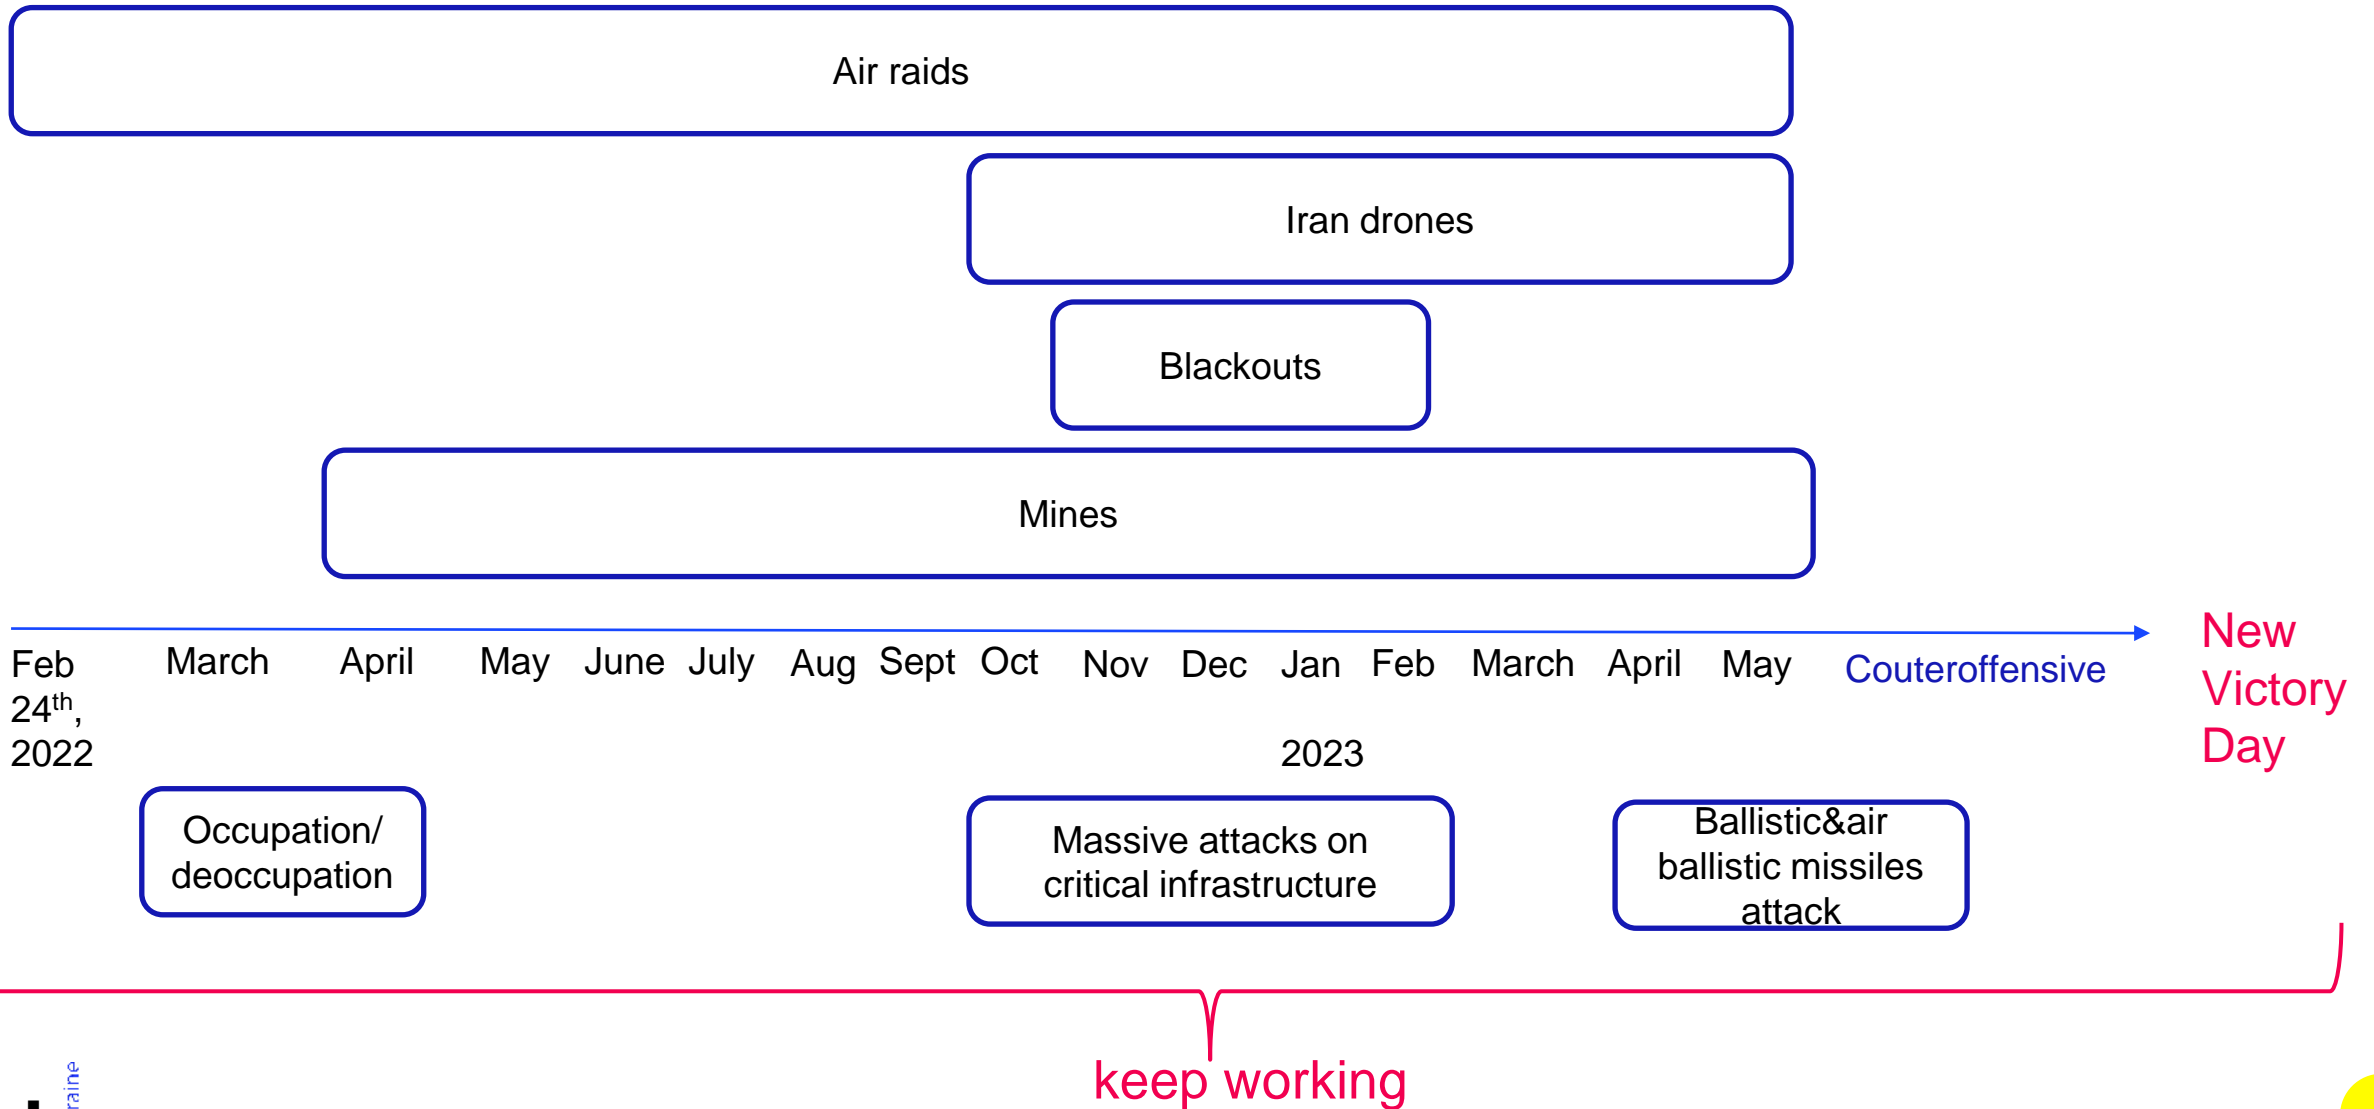 Air raids
Iran drones
Blackouts
Mines
Feb
24th,
2022
March
April
May
June
July
Aug
Sept
Oct
Nov
Dec
Jan
2023
Feb
March
April
May
Couteroffensive
New
Victory
Day
Occupation/
deoccupation
Massive attacks on
critical infrastructure
Ballistic&air
ballistic missiles
attack
keep working
raine